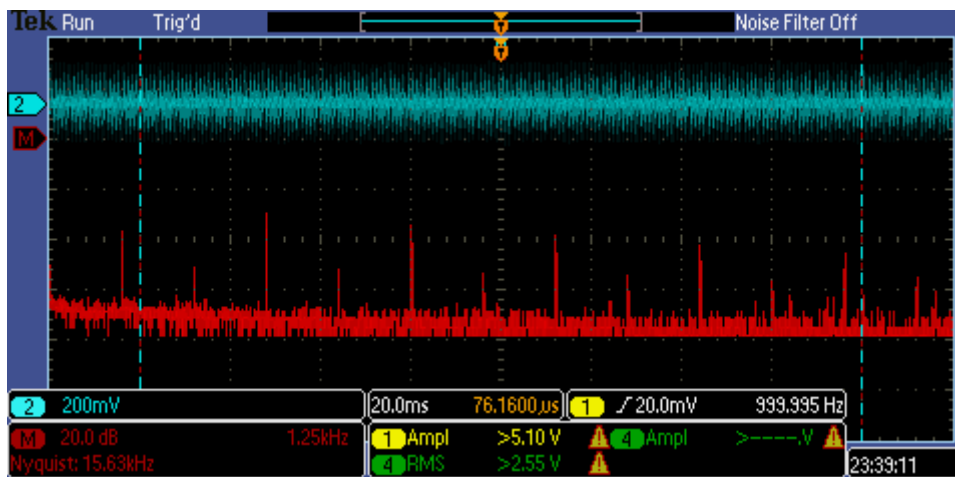 Tek Run Trig'd Noise Filter Off
2
M
2 200mV 20.0ms 76.1600µs 1 20.0mV 999.995 Hz
M 20.0 dB 1.25kHz 1 Ampl >5.10 V 4 Ampl >----.V
Nyquist: 15.63kHz 4 RMS >2.55 V 23:39:11